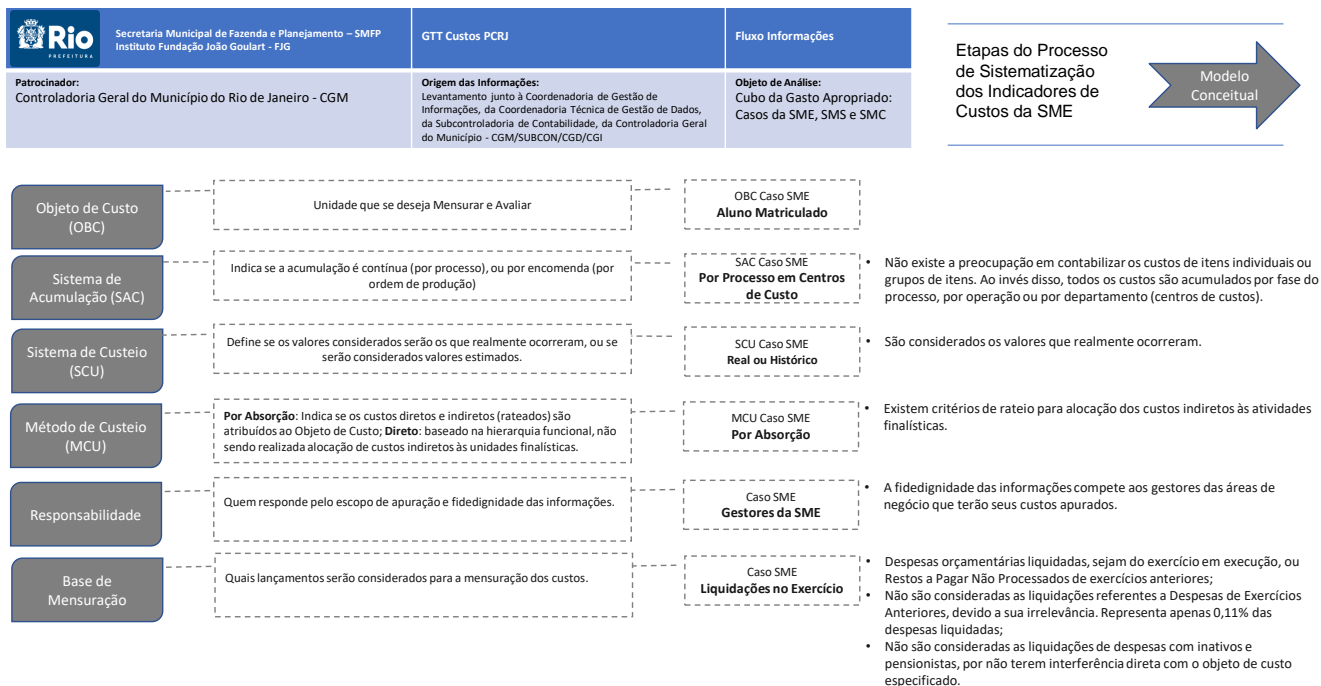 Rio
PREFEITURA
Secretaria Municipal de Fazenda e Planejamento – SMFP
Instituto Fundação João Goulart - FJG
GTT Custos PCRJ
Fluxo Informações
Patrocinador:
Controladoria Geral do Município do Rio de Janeiro - CGM
Origem das Informações:
Levantamento junto à Coordenadoria de Gestão de
Informações, da Coordenadoria Técnica de Gestão de Dados,
da Subcontroladoria de Contabilidade, da Controladoria Geral
do Município - CGM/SUBCON/CGD/CGI
Objeto de Análise:
Cubo da Gasto Apropriado:
Casos da SME, SMS e SMC
Etapas do Processo
de Sistematização
dos Indicadores de
Custos da SME
Modelo
Conceitual
Objeto de Custo
(OBC)
Unidade que se deseja Mensurar e Avaliar
OBC Caso SME
Aluno Matriculado
Sistema de
Acumulação (SAC)
Indica se a acumulação é contínua (por processo), ou por encomenda (por
ordem de produção)
SAC Caso SME
Por Processo em Centros
de Custo
• Não existe a preocupação em contabilizar os custos de itens individuais ou
grupos de itens. Ao invés disso, todos os custos são acumulados por fase do
processo, por operação ou por departamento (centros de custos).
Sistema de Custeio
(SCU)
Define se os valores considerados serão os que realmente ocorreram, ou se
serão considerados valores estimados.
SCU Caso SME
Real ou Histórico
• São considerados os valores que realmente ocorreram.
Método de Custeio
(MCU)
Por Absorção: Indica se os custos diretos e indiretos (rateados) são
atribuídos ao Objeto de Custo; Direto: baseado na hierarquia funcional, não
sendo realizada alocação de custos indiretos às unidades finalísticas.
MCU Caso SME
Por Absorção
• Existem critérios de rateio para alocação dos custos indiretos às atividades
finalísticas.
Responsabilidade
Quem responde pelo escopo de apuração e fidedignidade das informações.
Caso SME
Gestores da SME
• A fidedignidade das informações compete aos gestores das áreas de
negócio que terão seus custos apurados.
Base de
Mensuração
Quais lançamentos serão considerados para a mensuração dos custos.
Caso SME
Liquidações no Exercício
• Despesas orçamentárias liquidadas, sejam do exercício em execução, ou
Restos a Pagar Não Processados de exercícios anteriores;
• Não são consideradas as liquidações referentes a Despesas de Exercícios
Anteriores, devido a sua irrelevância. Representa apenas 0,11% das
despesas liquidadas;
• Não são consideradas as liquidações de despesas com inativos e
pensionistas, por não terem interferência direta com o objeto de custo
especificado.